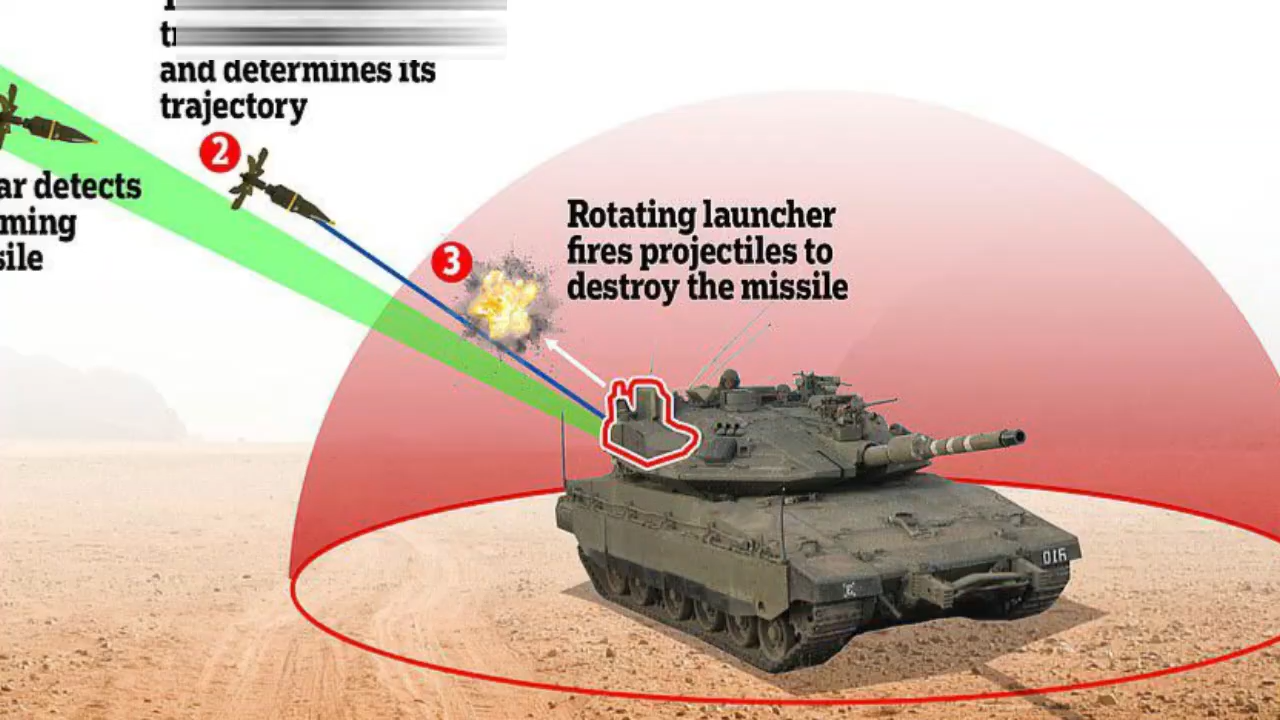 and determines its
trajectory
2
ar detects
ming
sile
3
Rotating launcher
fires projectiles to
destroy the missile
016